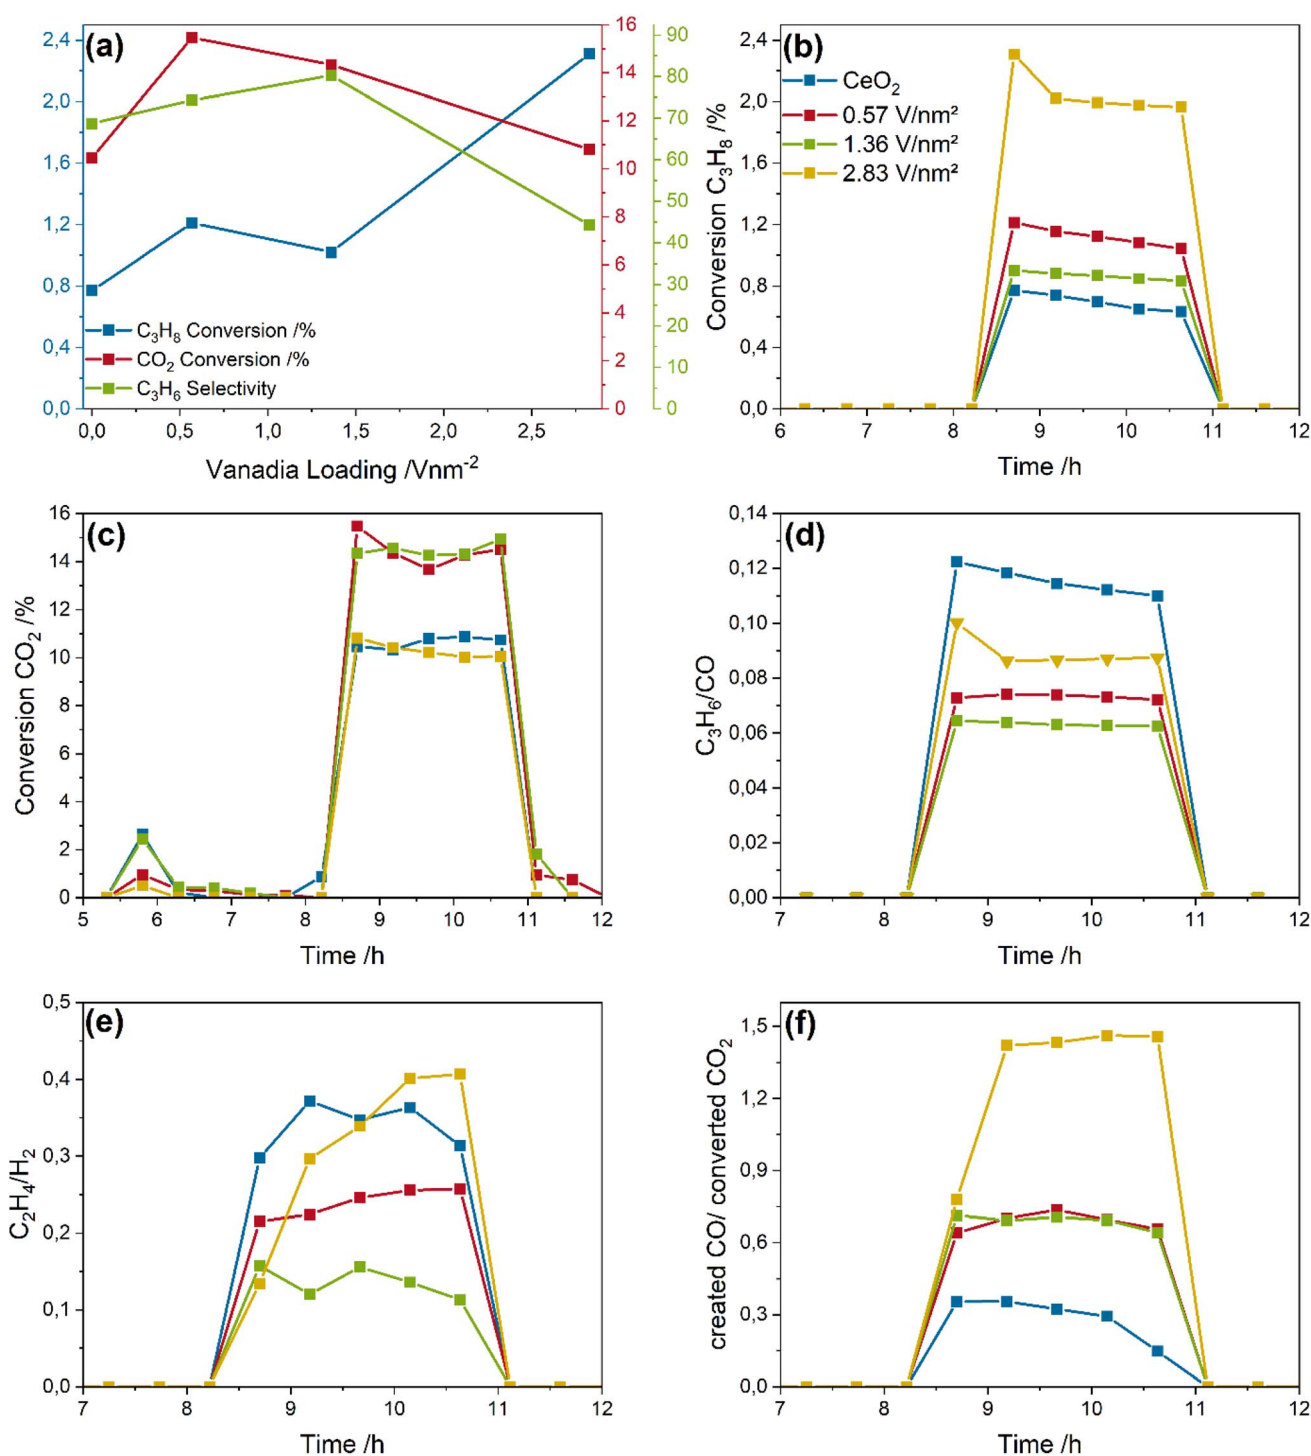 (a)
2,4
2,0
1,6
1,2
0,8
0,4
0,0
16
14
12
10
8
6
4
2
0
90
80
70
60
50
40
30
20
10
0
C₃H₈ Conversion /%
CO₂ Conversion /%
C₃H₆ Selectivity
0,0 0,5 1,0 1,5 2,0 2,5
Vanadia Loading /Vnm⁻²
(b)
Conversion C₃H₈ /%
2,4
2,0
1,6
1,2
0,8
0,4
0,0
CeO₂
0.57 V/nm²
1.36 V/nm²
2.83 V/nm²
6 7 8 9 10 11 12
Time /h
(c)
Conversion CO₂ /%
16
14
12
10
8
6
4
2
0
5 6 7 8 9 10 11 12
Time /h
(d)
C₃H₆/CO
0,14
0,12
0,10
0,08
0,06
0,04
0,02
0,00
7 8 9 10 11 12
Time /h
(e)
C₂H₄/H₂
0,5
0,4
0,3
0,2
0,1
0,0
7 8 9 10 11 12
Time /h
(f)
created CO/ converted CO₂
1,5
1,2
0,9
0,6
0,3
0,0
7 8 9 10 11 12
Time /h